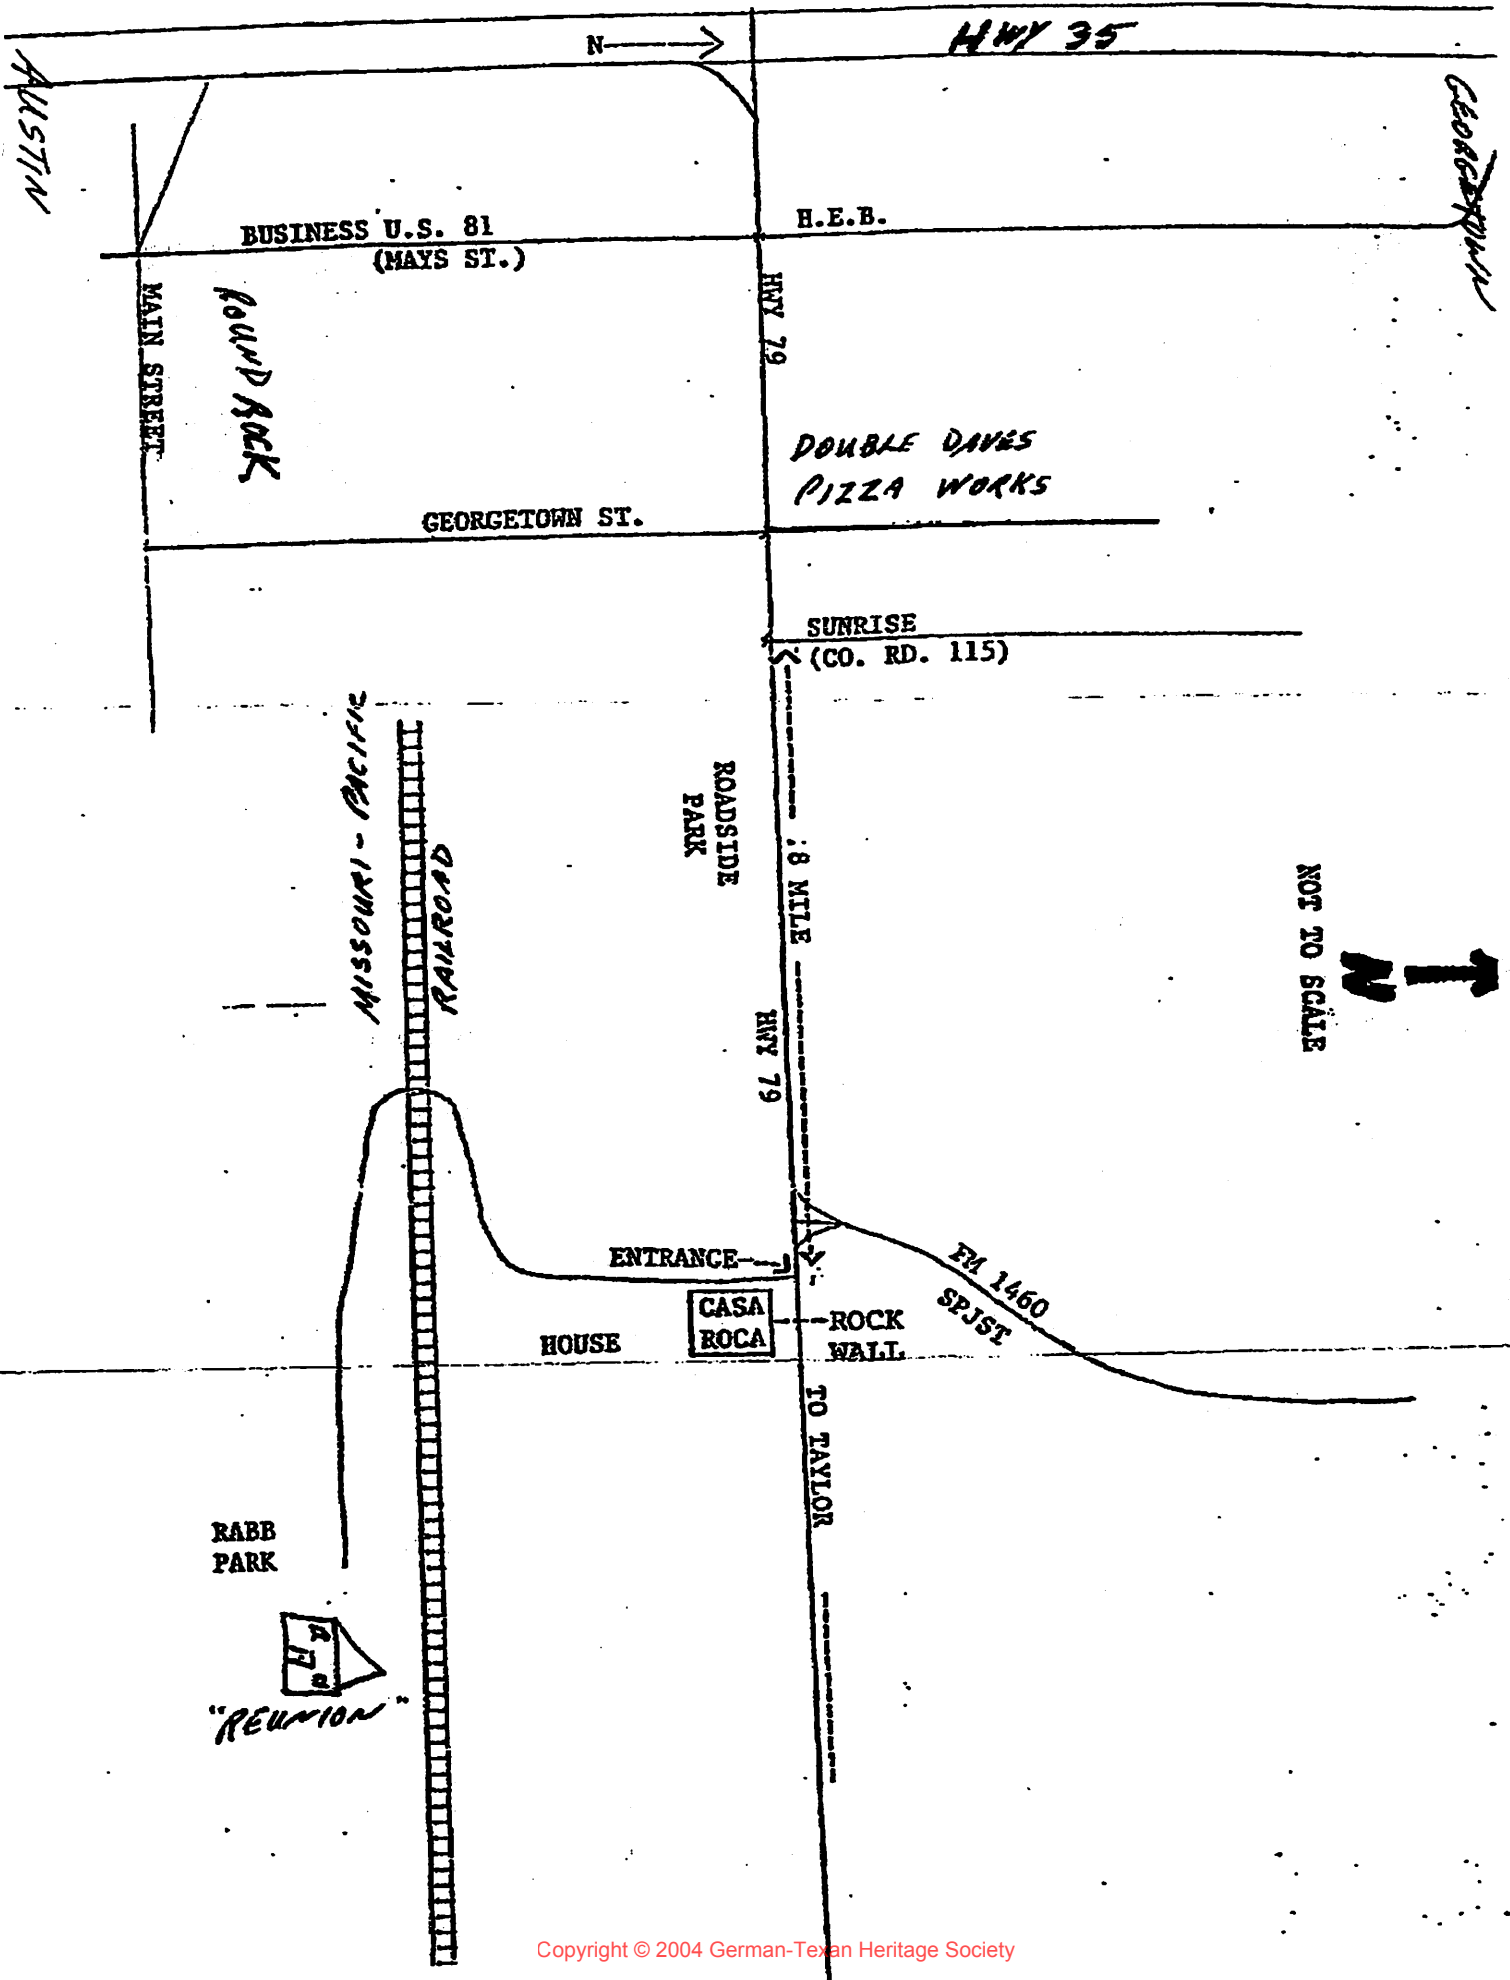 N
HWY 35
AUSTIN
GEORGETOWN
BUSINESS U.S. 81
(MAYS ST.)
H.E.B.
HWY 79
MAIN STREET
ROUND ROCK
DOUBLE DAVES
PIZZA WORKS
GEORGETOWN ST.
SUNRISE
(CO. RD. 115)
MISSOURI - PACIFIC
RAILROAD
ROADSIDE
PARK
.8 MILE
NOT TO SCALE
N
HWY 79
ENTRANCE
FM 1460
SPJST
CASA
ROCA
ROCK
WALL
HOUSE
TO TAYLOR
RABB
PARK
"REUNION"
Copyright © 2004 German-Texan Heritage Society